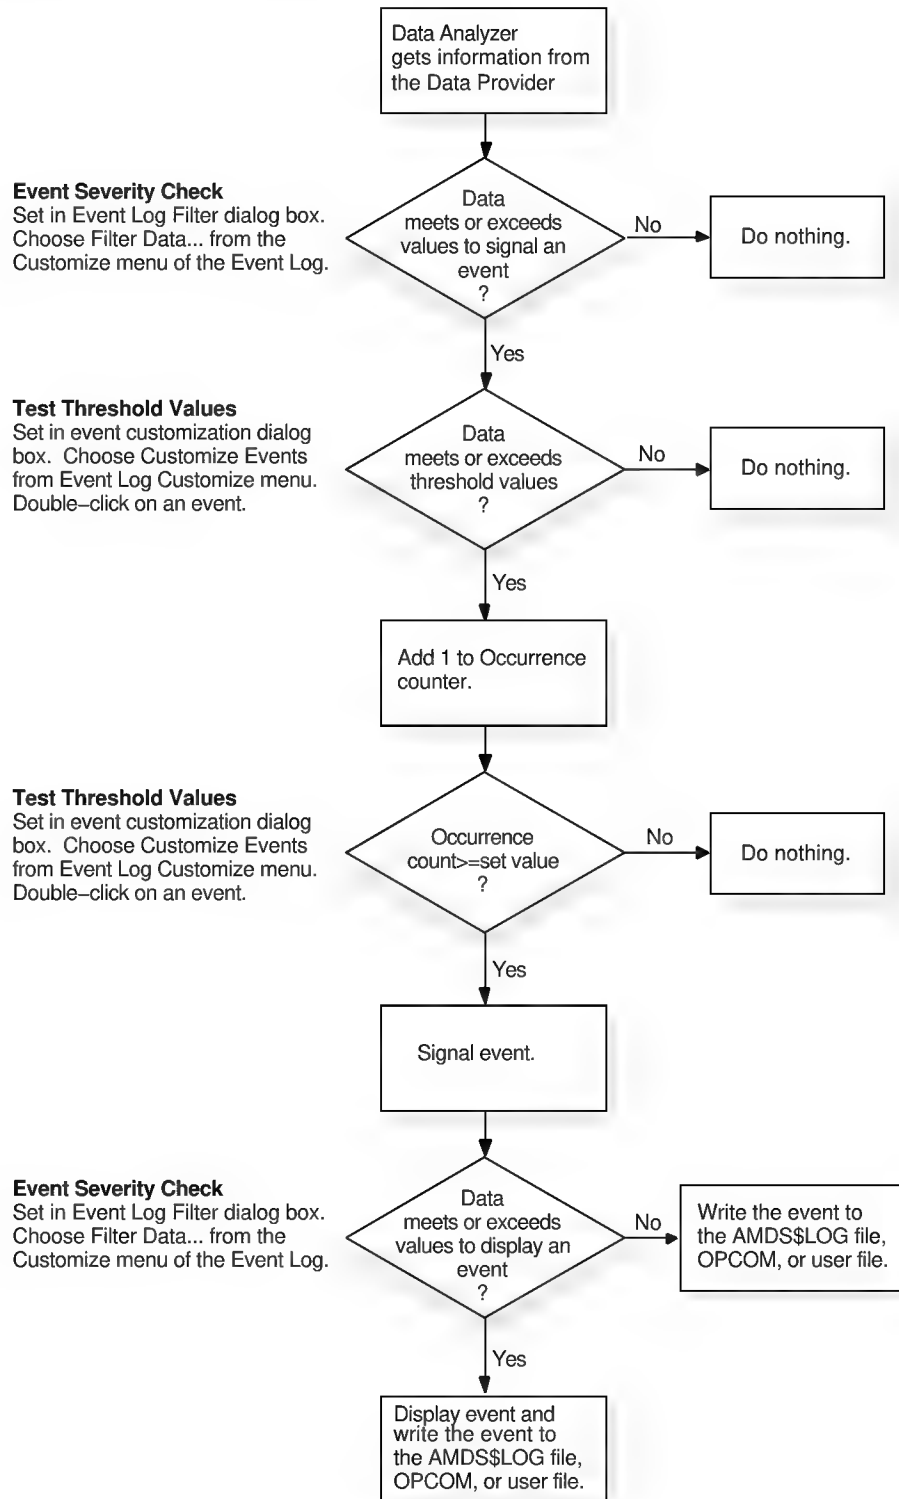 Data Analyzer
gets information from
the Data Provider
Event Severity Check
Set in Event Log Filter dialog box.
Choose Filter Data... from the
Customize menu of the Event Log.
Data
meets or exceeds
values to signal an
event
?
No
Do nothing.
Yes
Test Threshold Values
Set in event customization dialog
box. Choose Customize Events
from Event Log Customize menu.
Double–click on an event.
Data
meets or exceeds
threshold values
?
No
Do nothing.
Yes
Add 1 to Occurrence
counter.
Test Threshold Values
Set in event customization dialog
box. Choose Customize Events
from Event Log Customize menu.
Double–click on an event.
Occurrence
count>=set value
?
No
Do nothing.
Yes
Signal event.
Event Severity Check
Set in Event Log Filter dialog box.
Choose Filter Data... from the
Customize menu of the Event Log.
Data
meets or exceeds
values to display an
event
?
No
Write the event to
the AMDS$LOG file,
OPCOM, or user file.
Yes
Display event and
write the event to
the AMDS$LOG file,
OPCOM, or user file.